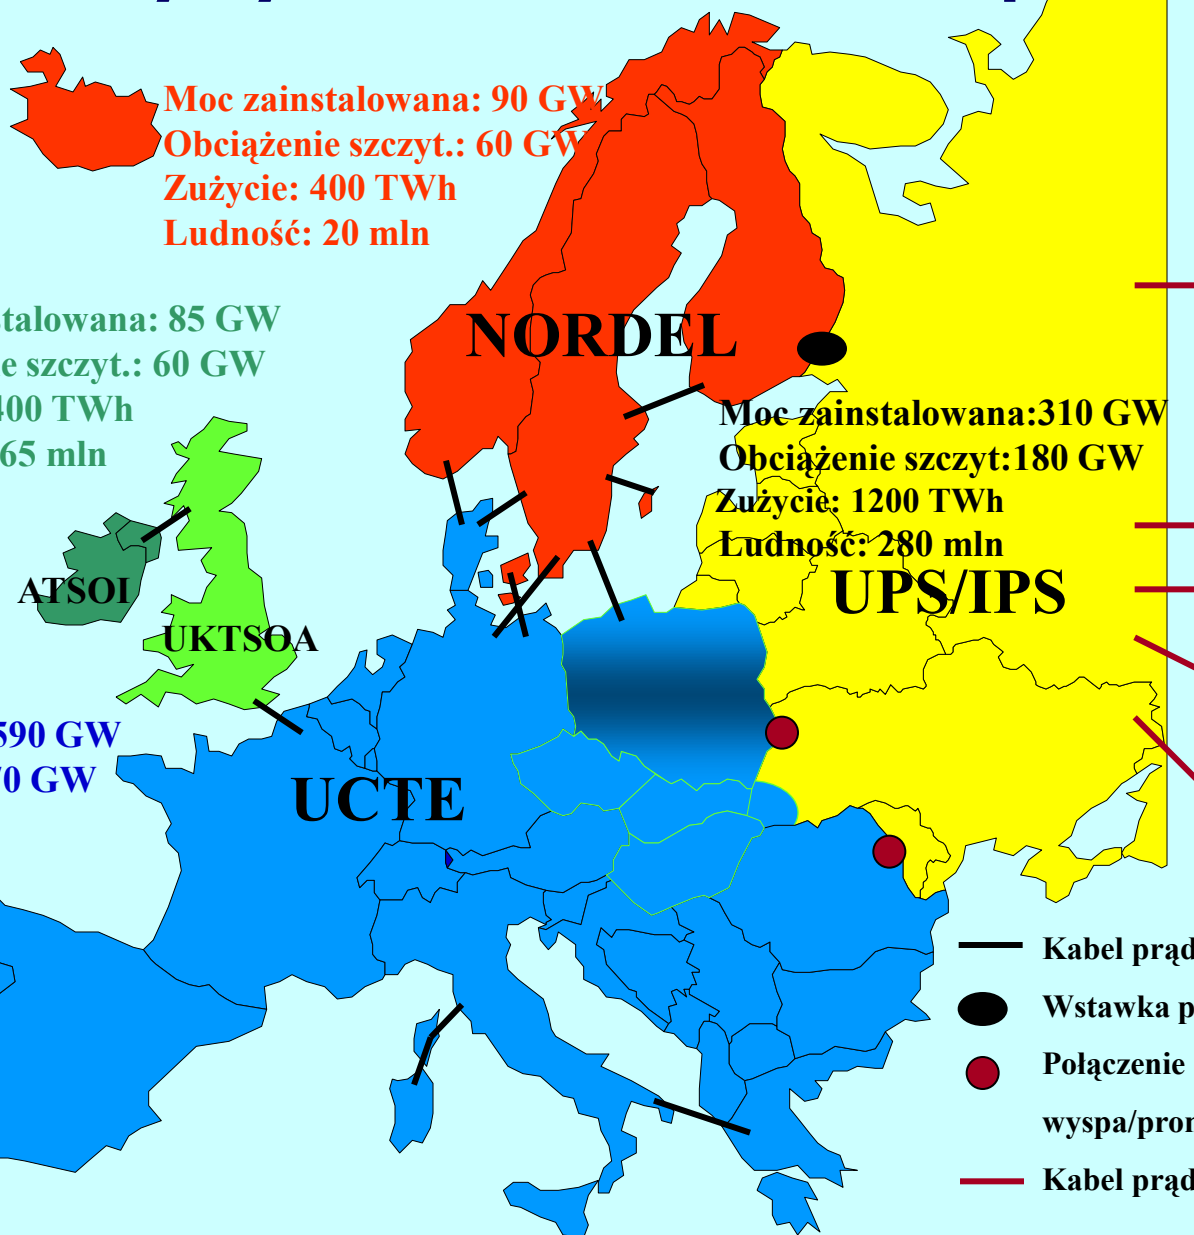 Moc zainstalowana: 90 GW
Obciążenie szczyt.: 60 GW
Zużycie: 400 TWh
Ludność: 20 mln
talowana: 85 GW
e szczyt.: 60 GW
400 TWh
65 mln
NORDEL
Moc zainstalowana:310 GW
Obciążenie szczyt:180 GW
Zużycie: 1200 TWh
Ludność: 280 mln
UPS/IPS
ATSOI
UKTSOA
590 GW
70 GW
UCTE
Kabel prąd
Wstawka p
Połączenie
wyspa/pro
Kabel prąd